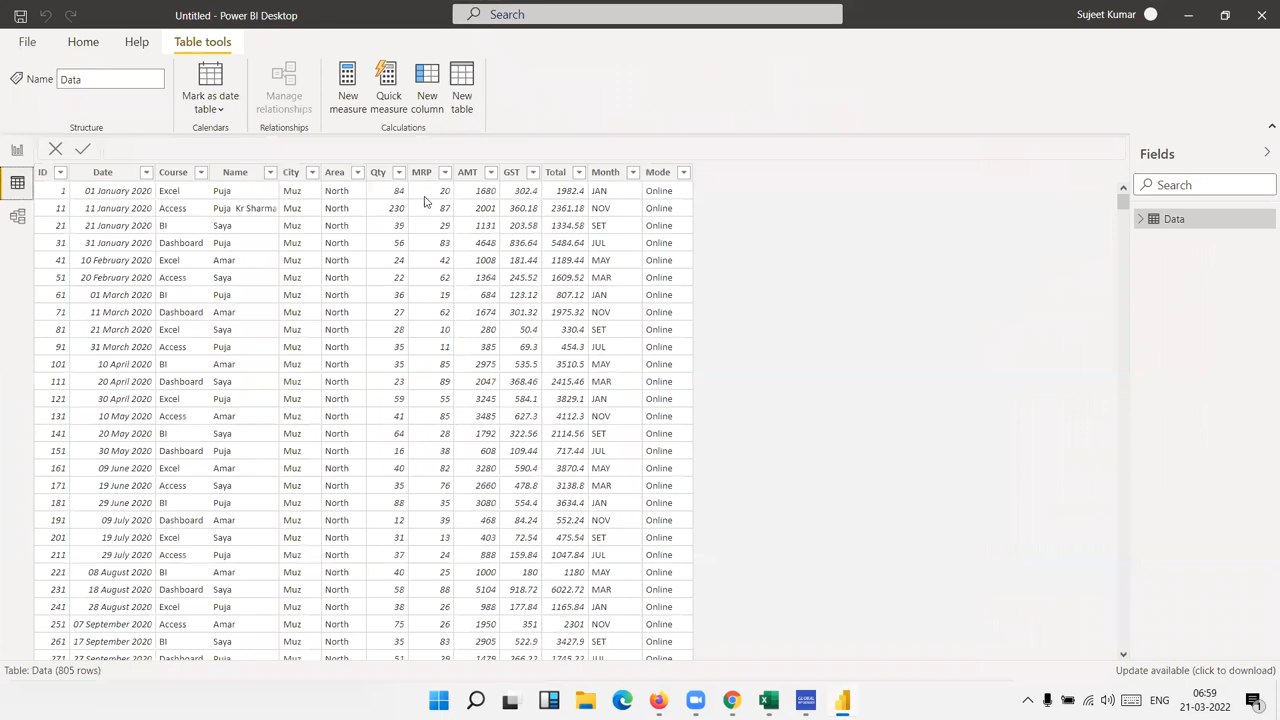 Untitled - Power BI Desktop
Search
Sujeet Kumar
File Home Help Table tools
Name Data
Mark as date table
Manage relationships
New measure
Quick measure
New column
New table
Structure Calendars Relationships Calculations
Fields
Search
Data
ID Date Course Name City Area Qty MRP AMT GST Total Month Mode
1 01 January 2020 Excel Puja Muz North 84 20 1680 302.4 1982.4 JAN Online
11 11 January 2020 Access Puja Kr Sharma Muz North 230 87 2001 360.18 2361.18 NOV Online
21 21 January 2020 BI Saya Muz North 39 29 1131 203.58 1334.58 SET Online
31 31 January 2020 Dashboard Puja Muz North 56 83 4648 836.64 5484.64 JUL Online
41 10 February 2020 Excel Amar Muz North 24 42 1008 181.44 1189.44 MAY Online
51 20 February 2020 Access Saya Muz North 22 62 1364 245.52 1609.52 MAR Online
61 01 March 2020 BI Puja Muz North 36 19 684 123.12 807.12 JAN Online
71 11 March 2020 Dashboard Amar Muz North 27 62 1674 301.32 1975.32 NOV Online
81 21 March 2020 Excel Saya Muz North 28 10 280 50.4 330.4 SET Online
91 31 March 2020 Access Puja Muz North 35 11 385 69.3 454.3 JUL Online
101 10 April 2020 BI Amar Muz North 35 85 2975 535.5 3510.5 MAY Online
111 20 April 2020 Dashboard Saya Muz North 23 89 2047 368.46 2415.46 MAR Online
121 30 April 2020 Excel Puja Muz North 59 55 3245 584.1 3829.1 JAN Online
131 10 May 2020 Access Amar Muz North 41 85 3485 627.3 4112.3 NOV Online
141 20 May 2020 BI Saya Muz North 64 28 1792 322.56 2114.56 SET Online
151 30 May 2020 Dashboard Puja Muz North 16 38 608 109.44 717.44 JUL Online
161 09 June 2020 Excel Amar Muz North 40 82 3280 590.4 3870.4 MAY Online
171 19 June 2020 Access Saya Muz North 35 76 2660 478.8 3138.8 MAR Online
181 29 June 2020 BI Puja Muz North 88 35 3080 554.4 3634.4 JAN Online
191 09 July 2020 Dashboard Amar Muz North 12 39 468 84.24 552.24 NOV Online
201 19 July 2020 Excel Saya Muz North 31 13 403 72.54 475.54 SET Online
211 29 July 2020 Access Puja Muz North 37 24 888 159.84 1047.84 JUL Online
221 08 August 2020 BI Amar Muz North 40 25 1000 180 1180 MAY Online
231 18 August 2020 Dashboard Saya Muz North 58 88 5104 918.72 6022.72 MAR Online
241 28 August 2020 Excel Puja Muz North 38 26 988 177.84 1165.84 JAN Online
251 07 September 2020 Access Amar Muz North 75 26 1950 351 2301 NOV Online
261 17 September 2020 BI Saya Muz North 35 83 2905 522.9 3427.9 SET Online
271 27 September 2020 Dashboard Puja Muz North 51 29 1479 266.22 1745.22 JUL Online
Table: Data (805 rows)
Update available (click to download)
GLOBAL
ENG
06:59
21-03-2022
1